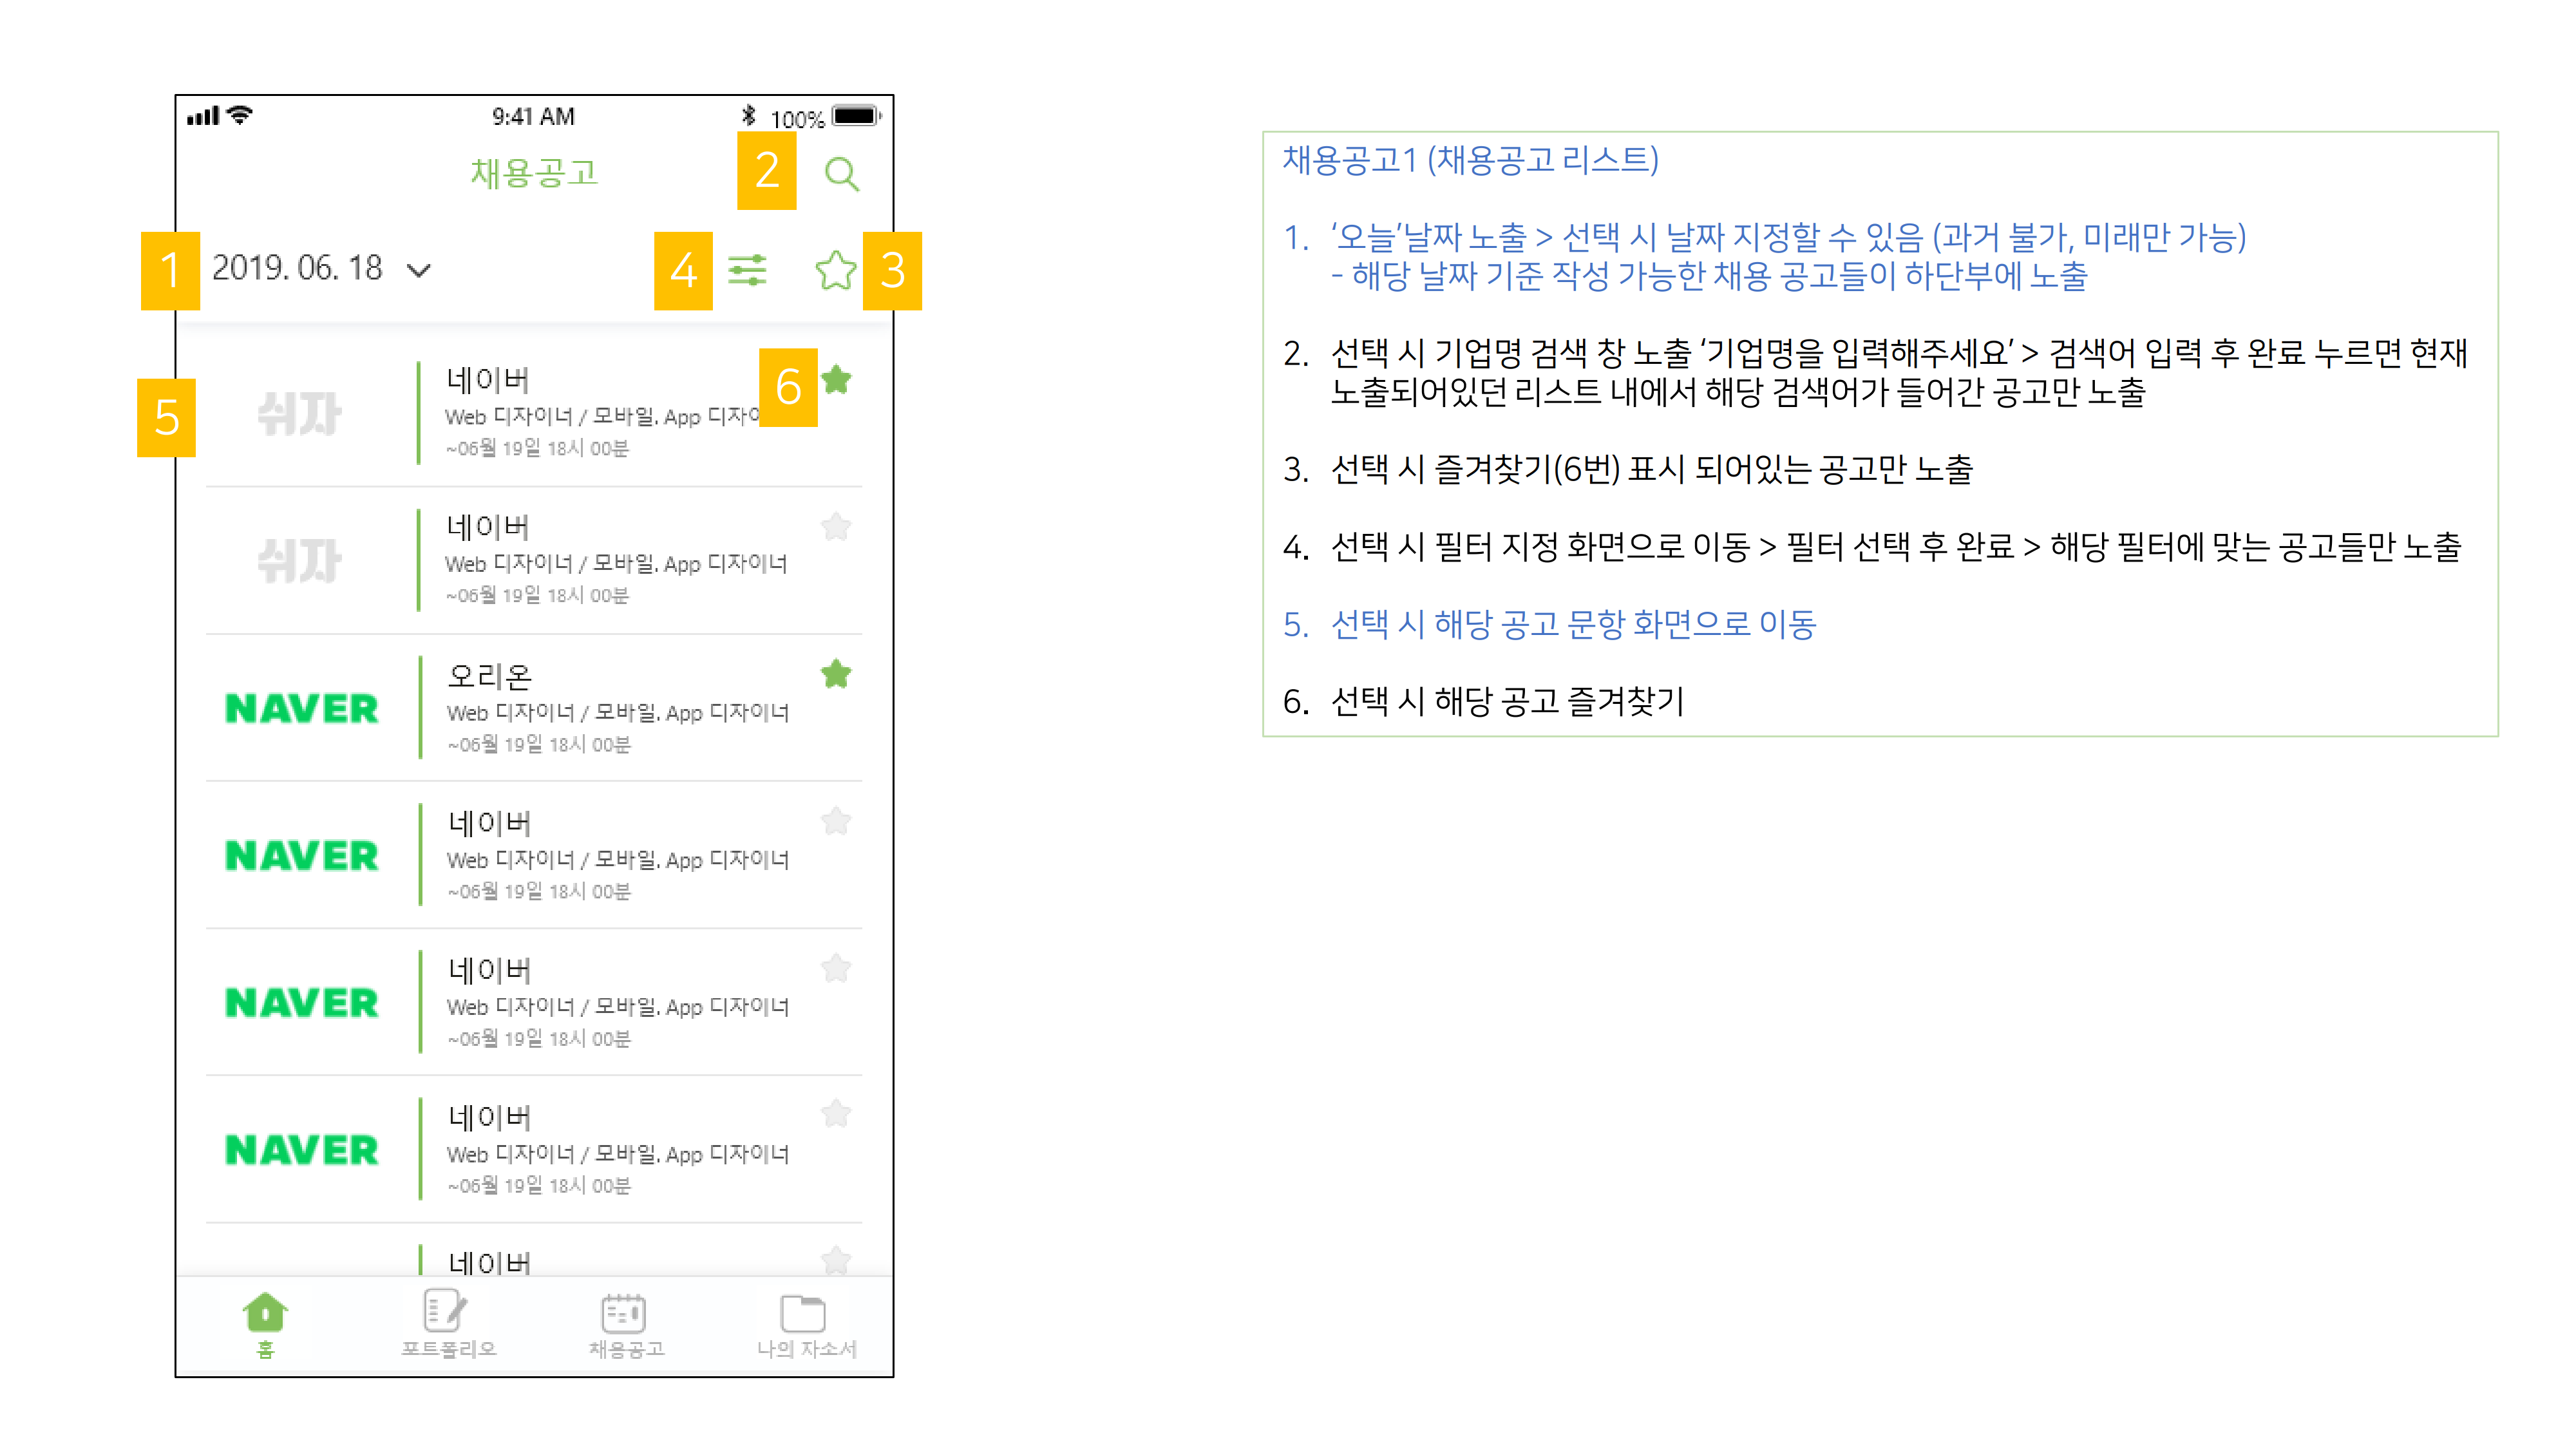 9:41 AM
100%
채용공고
2
1
2019. 06. 18
4
3
5
쉬자
네이버
6
Web 디자이너 / 모바일. App 디자이너
~06월 19일 18시 00분
쉬자
네이버
Web 디자이너 / 모바일. App 디자이너
~06월 19일 18시 00분
NAVER
오리온
Web 디자이너 / 모바일. App 디자이너
~06월 19일 18시 00분
NAVER
네이버
Web 디자이너 / 모바일. App 디자이너
~06월 19일 18시 00분
NAVER
네이버
Web 디자이너 / 모바일. App 디자이너
~06월 19일 18시 00분
NAVER
네이버
Web 디자이너 / 모바일. App 디자이너
~06월 19일 18시 00분
네이버
홈
포트폴리오
채용공고
나의 자소서
채용공고1 (채용공고 리스트)
1. ‘오늘’날짜 노출 > 선택 시 날짜 지정할 수 있음 (과거 불가, 미래만 가능)
- 해당 날짜 기준 작성 가능한 채용 공고들이 하단부에 노출
2. 선택 시 기업명 검색 창 노출 ‘기업명을 입력해주세요’ > 검색어 입력 후 완료 누르면 현재
노출되어있던 리스트 내에서 해당 검색어가 들어간 공고만 노출
3. 선택 시 즐겨찾기(6번) 표시 되어있는 공고만 노출
4. 선택 시 필터 지정 화면으로 이동 > 필터 선택 후 완료 > 해당 필터에 맞는 공고들만 노출
5. 선택 시 해당 공고 문항 화면으로 이동
6. 선택 시 해당 공고 즐겨찾기